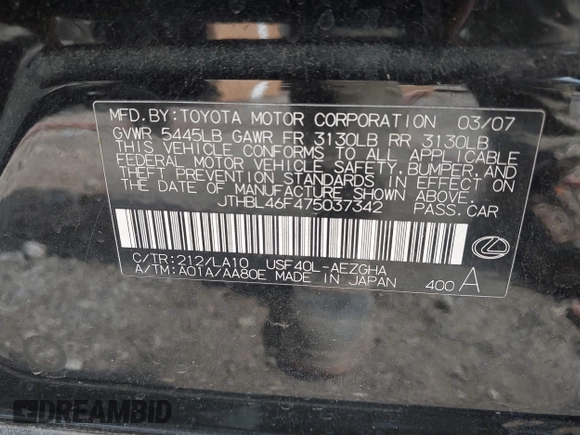 MFD.BY:TOYOTA MOTOR CORPORATION 03/07
GVWR 5445LB GAWR FR 3130LB RR 3130LB
THIS VEHICLE CONFORMS TO ALL APPLICABLE
FEDERAL MOTOR VEHICLE SAFETY,BUMPER,AND
THEFT PREVENTION STANDARDS IN EFFECT ON
THE DATE OF MANUFACTURE SHOWN ABOVE.
JTHBL46F475037342 PASS.CAR
C/TR:212/LA10 USF40L-AEZGHA
A/TM:A01A/AA80E MADE IN JAPAN 400 A
DREAMBID